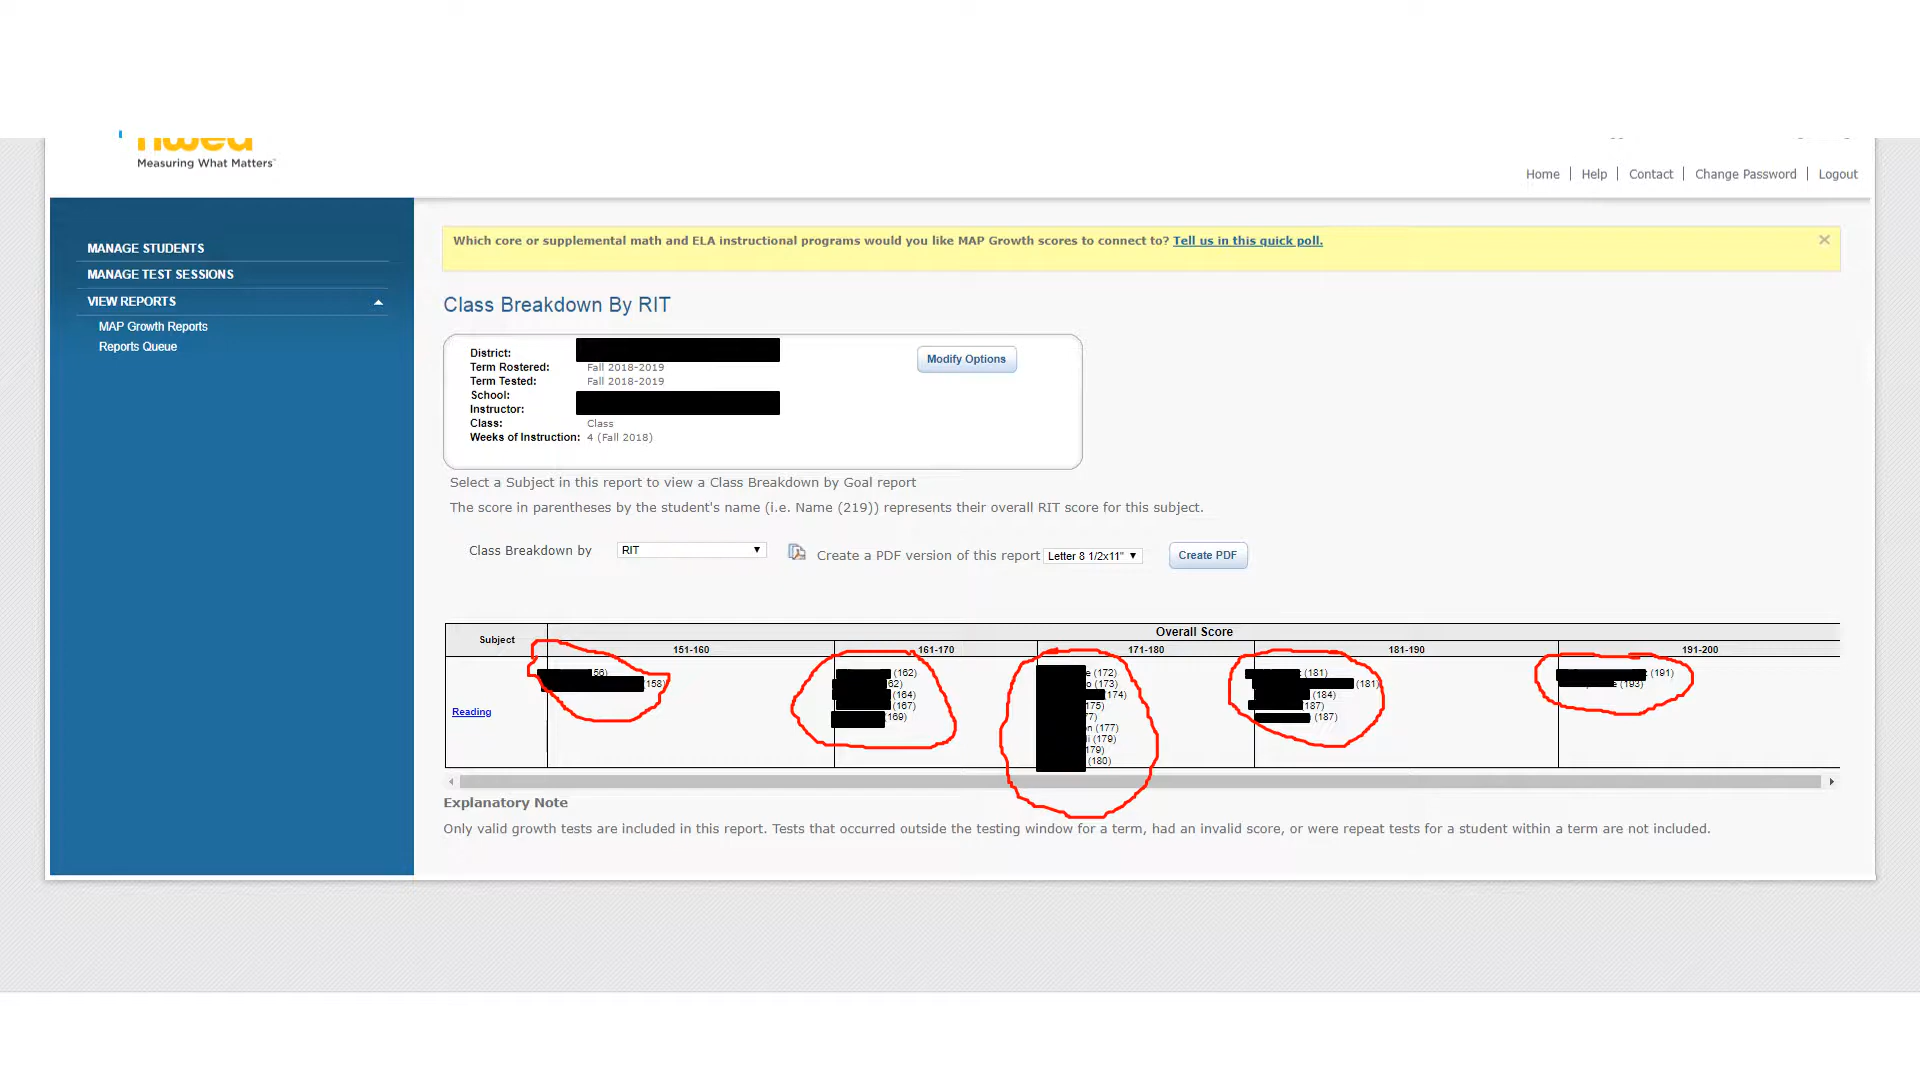 Measuring What Matters
Home | Help | Contact | Change Password | Logout
MANAGE STUDENTS
MANAGE TEST SESSIONS
VIEW REPORTS
MAP Growth Reports
Reports Queue
Which core or supplemental math and ELA instructional programs would you like MAP Growth scores to connect to? Tell us in this quick poll.
Class Breakdown By RIT
Modify Options
District:
Term Rostered: Fall 2018-2019
Term Tested: Fall 2018-2019
School:
Instructor:
Class: Class
Weeks of Instruction: 4 (Fall 2018)
Select a Subject in this report to view a Class Breakdown by Goal report
The score in parentheses by the student's name (i.e. Name (219)) represents their overall RIT score for this subject.
Class Breakdown by RIT
Create a PDF version of this report Letter 8 1/2x11" Create PDF
Subject
Overall Score
151-160 161-170 171-180 181-190 191-200
Reading
56)
(158)
(162)
62)
(164)
(167)
(169)
(172)
(173)
(174)
175)
7)
(177)
(179)
179)
(180)
(181)
(181)
(184)
(187)
(187)
(191)
(193)
Explanatory Note
Only valid growth tests are included in this report. Tests that occurred outside the testing window for a term, had an invalid score, or were repeat tests for a student within a term are not included.